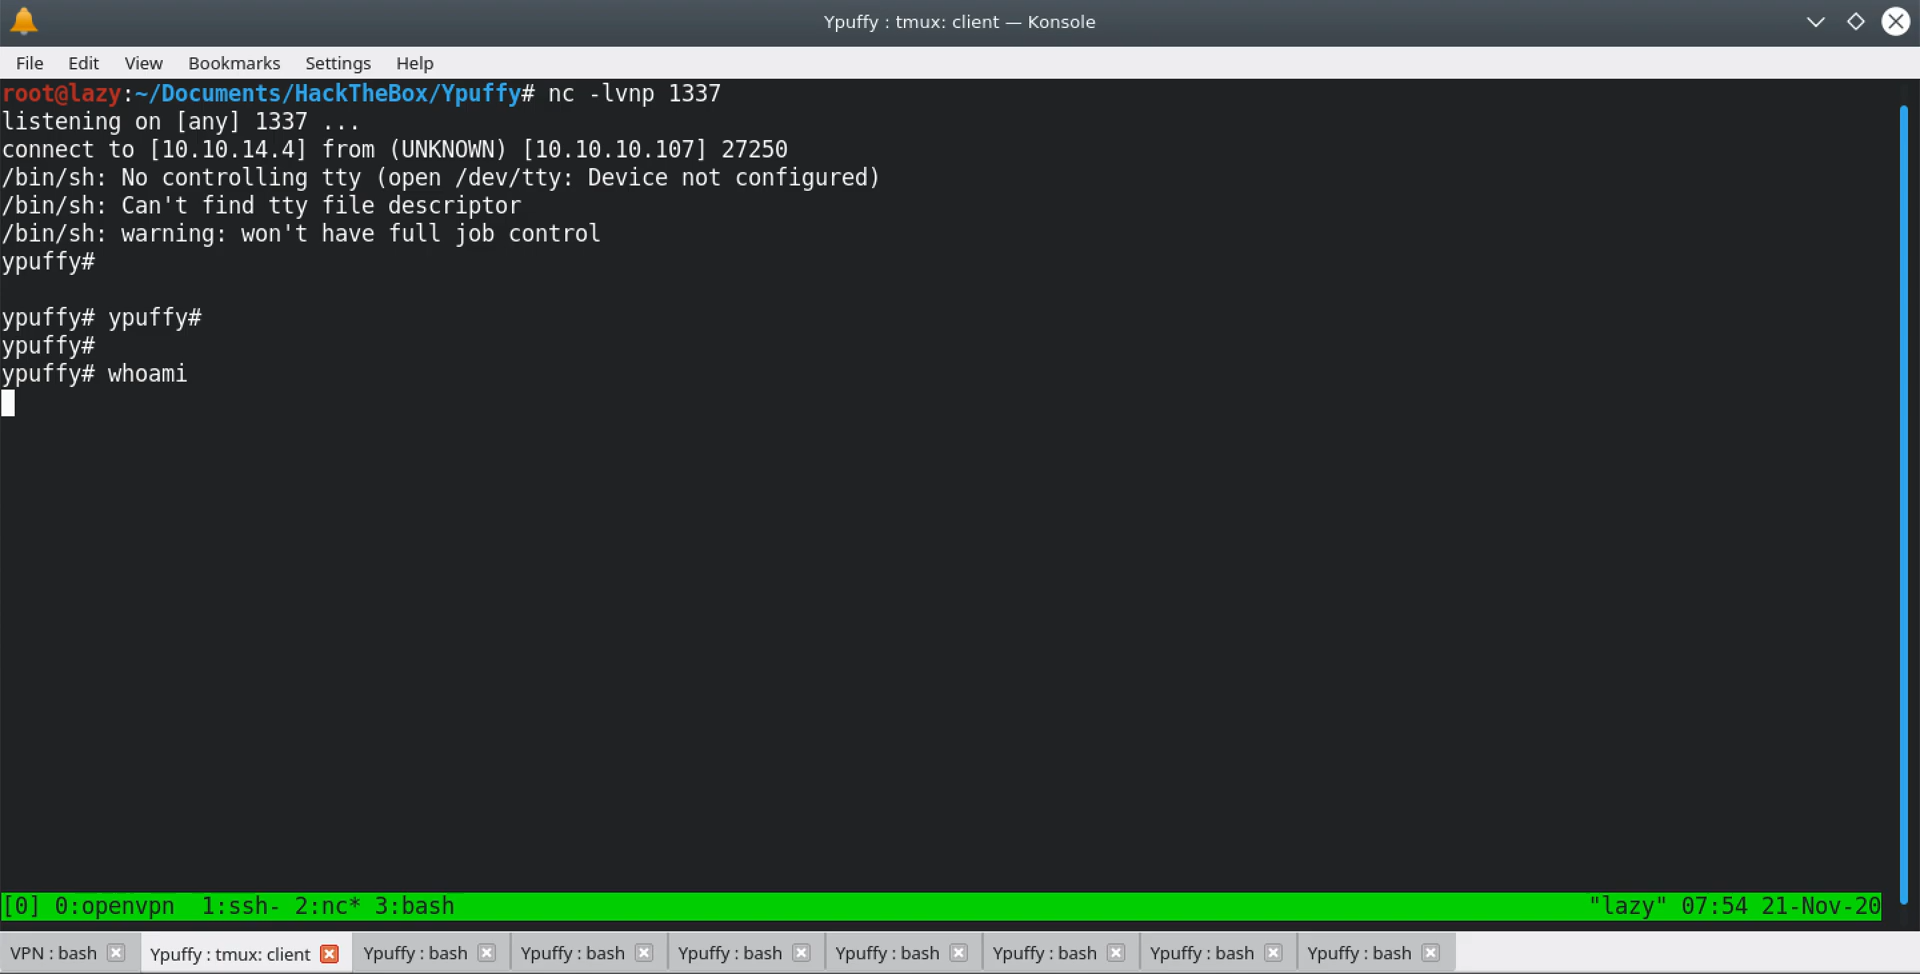 Ypuffy : tmux: client — Konsole
File Edit View Bookmarks Settings Help
root@lazy:~/Documents/HackTheBox/Ypuffy# nc -lvnp 1337
listening on [any] 1337 ...
connect to [10.10.14.4] from (UNKNOWN) [10.10.10.107] 27250
/bin/sh: No controlling tty (open /dev/tty: Device not configured)
/bin/sh: Can't find tty file descriptor
/bin/sh: warning: won't have full job control
ypuffy#
ypuffy# ypuffy#
ypuffy#
ypuffy# whoami
[0] 0:openvpn  1:ssh- 2:nc* 3:bash "lazy" 07:54 21-Nov-20
VPN : bash Ypuffy : tmux: client Ypuffy : bash Ypuffy : bash Ypuffy : bash Ypuffy : bash Ypuffy : bash Ypuffy : bash Ypuffy : bash